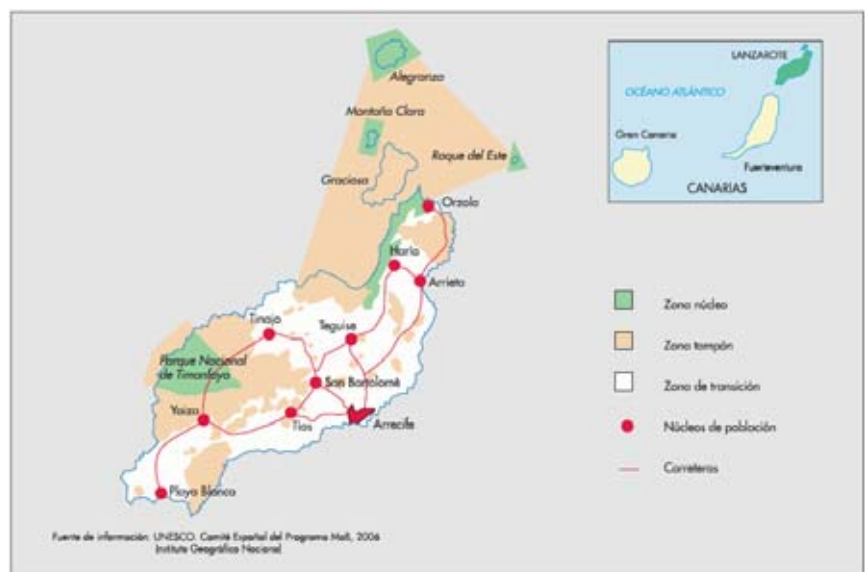 Alegranza
Montaña Clara
Roque del Este
Graciosa
Orzola
Haría
Arrieta
Tinajo
Teguise
Parque Nacional
de Timanfaya
San Bartolomé
Yaiza
Tías
Arrecife
Playa Blanca
LANZAROTE
OCÉANO ATLÁNTICO
Gran Canaria
Fuerteventura
CANARIAS
Zona núcleo
Zona tampón
Zona de transición
Núcleos de población
Carreteras
Fuente de información: UNESCO. Comité Español del Programa MaB, 2006
Instituto Geográfico Nacional